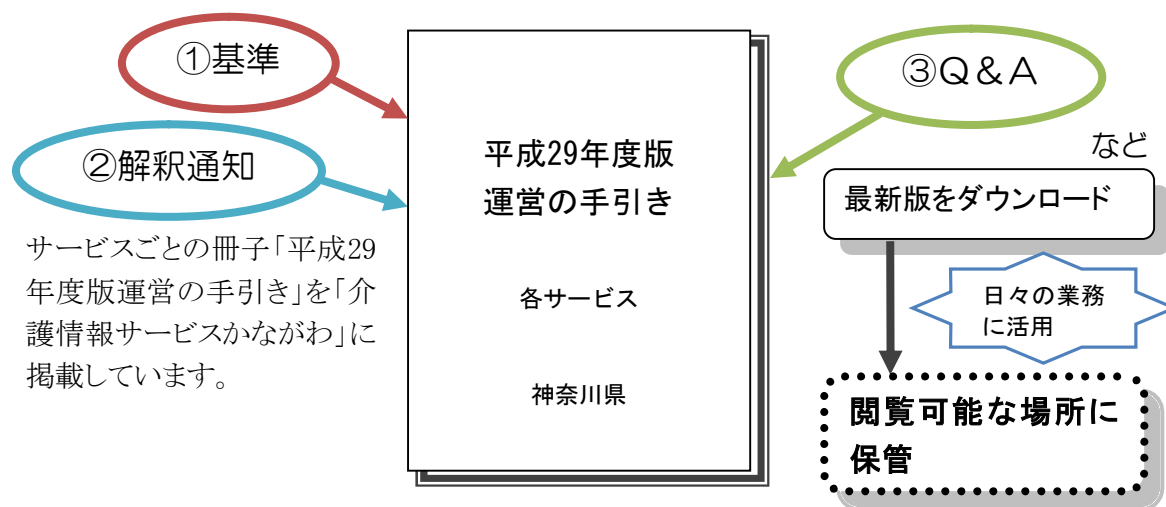 ①基準
②解釈通知
サービスごとの冊子「平成29
年度版運営の手引き」を「介
護情報サービスかながわ」に
掲載しています。
平成29年度版
運営の手引き
各サービス
神奈川県
③Q&A
など
最新版をダウンロード
日々の業務
に活用
閲覧可能な場所に
保管